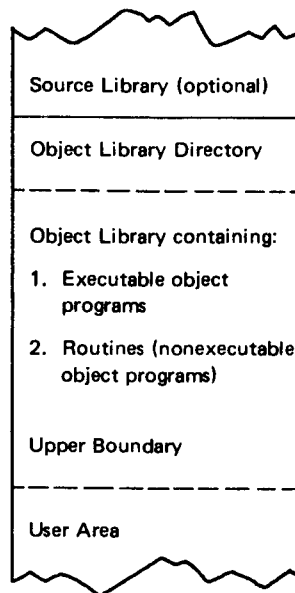 Source Library (optional)
Object Library Directory
Object Library containing:
1. Executable object
programs
2. Routines (nonexecutable
object programs)
Upper Boundary
User Area